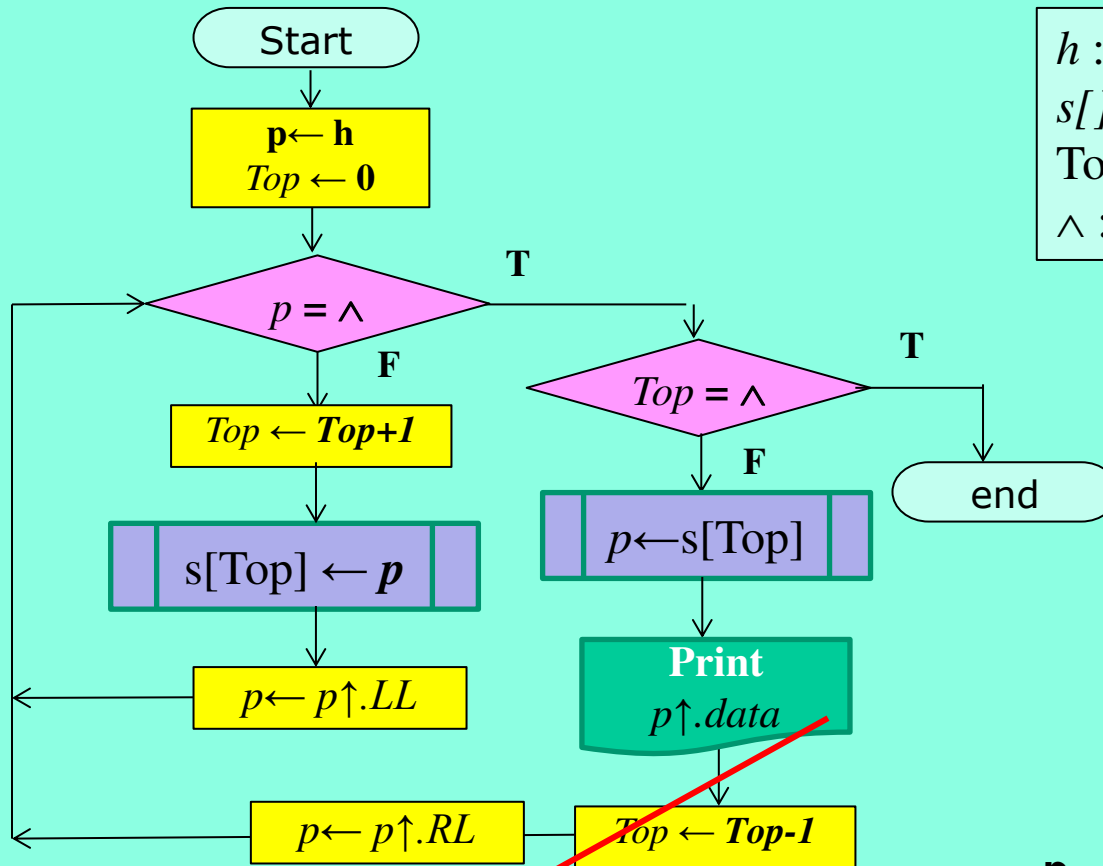 Start
p← h
Top ← 0
p = ∧
T
F
Top ← Top+1
s[Top] ← p
p← p↑.LL
Top = ∧
T
F
end
p←s[Top]
Print
p↑.data
Top ← Top-1
p← p↑.RL
h :
s[]
To
∧ :
p